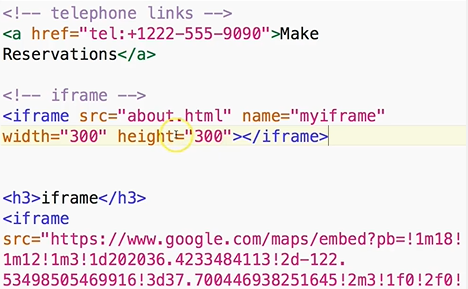 <!-- telephone links -->
<a href="tel:+1222-555-9090">Make
Reservations</a>
<!-- iframe -->
<iframe src="about.html" name="myiframe"
width="300" height="300"></iframe>
<h3>iframe</h3>
<iframe
src="https://www.google.com/maps/embed?pb=!1m18!
1m12!1m3!1d202036.4233484113!2d-122.
53498505469916!3d37.700446938251645!2m3!1f0!2f0!